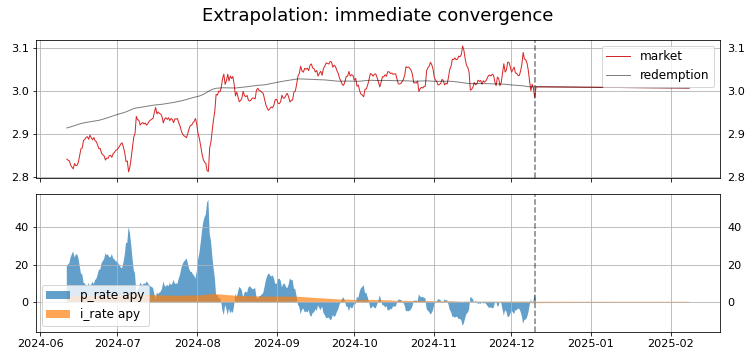 Extrapolation: immediate convergence
3.1
3.1
market
redemption
3.0
3.0
2.9
2.9
2.8
2.8
40
40
20
20
p_rate apy
0
0
i_rate apy
2024-06 2024-07 2024-08 2024-09 2024-10 2024-11 2024-12 2025-01 2025-02